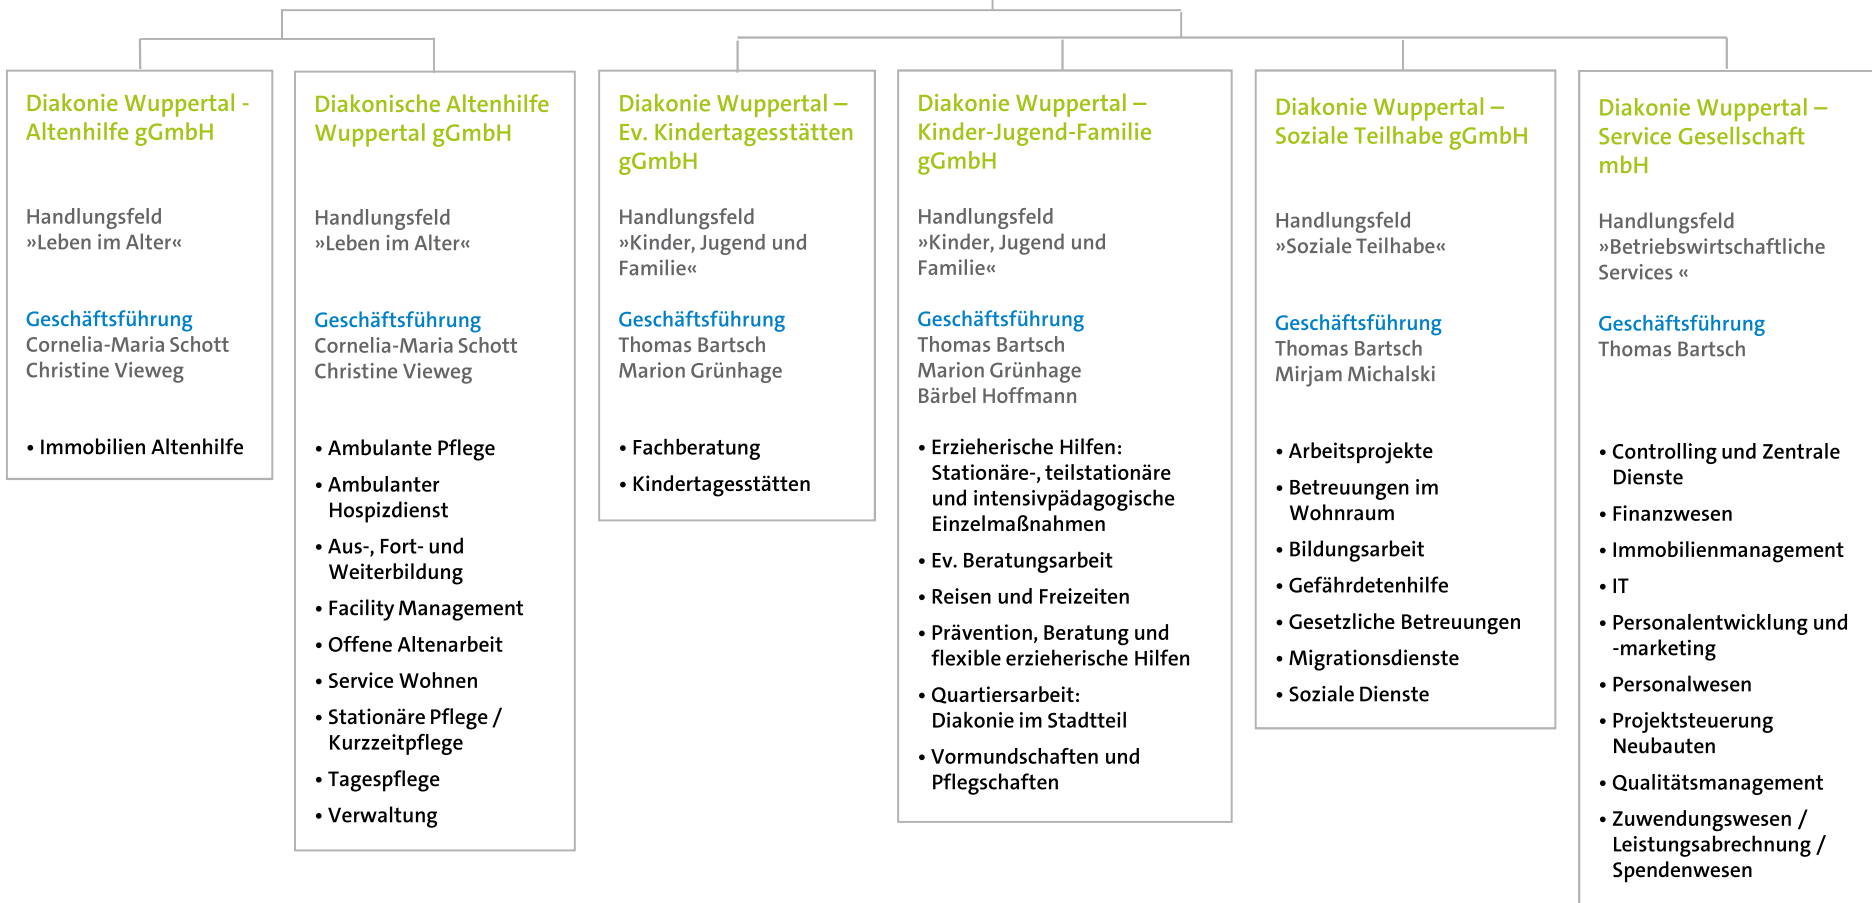 Diakonie Wuppertal -
Altenhilfe gGmbH
Handlungsfeld
»Leben im Alter«
Geschäftsführung
Cornelia-Maria Schott
Christine Vieweg
• Immobilien Altenhilfe
Diakonische Altenhilfe
Wuppertal gGmbH
Handlungsfeld
»Leben im Alter«
Geschäftsführung
Cornelia-Maria Schott
Christine Vieweg
• Ambulante Pflege
• Ambulanter
Hospizdienst
• Aus-, Fort- und
Weiterbildung
• Facility Management
• Offene Altenarbeit
• Service Wohnen
• Stationäre Pflege /
Kurzzeitpflege
• Tagespflege
• Verwaltung
Diakonie Wuppertal –
Ev. Kindertagesstätten
gGmbH
Handlungsfeld
»Kinder, Jugend und
Familie«
Geschäftsführung
Thomas Bartsch
Marion Grünhage
• Fachberatung
• Kindertagesstätten
Diakonie Wuppertal –
Kinder-Jugend-Familie
gGmbH
Handlungsfeld
»Kinder, Jugend und
Familie«
Geschäftsführung
Thomas Bartsch
Marion Grünhage
Bärbel Hoffmann
• Erzieherische Hilfen:
Stationäre-, teilstationäre
und intensivpädagogische
Einzelmaßnahmen
• Ev. Beratungsarbeit
• Reisen und Freizeiten
• Prävention, Beratung und
flexible erzieherische Hilfen
• Quartiersarbeit:
Diakonie im Stadtteil
• Vormundschaften und
Pflegschaften
Diakonie Wuppertal –
Soziale Teilhabe gGmbH
Handlungsfeld
»Soziale Teilhabe«
Geschäftsführung
Thomas Bartsch
Mirjam Michalski
• Arbeitsprojekte
• Betreuungen im
Wohnraum
• Bildungsarbeit
• Gefährdetenhilfe
• Gesetzliche Betreuungen
• Migrationsdienste
• Soziale Dienste
Diakonie Wuppertal –
Service Gesellschaft
mbH
Handlungsfeld
»Betriebswirtschaftliche
Services «
Geschäftsführung
Thomas Bartsch
• Controlling und Zentrale
Dienste
• Finanzwesen
• Immobilienmanagement
• IT
• Personalentwicklung und
-marketing
• Personalwesen
• Projektsteuerung
Neubauten
• Qualitätsmanagement
• Zuwendungswesen /
Leistungsabrechnung /
Spendenwesen